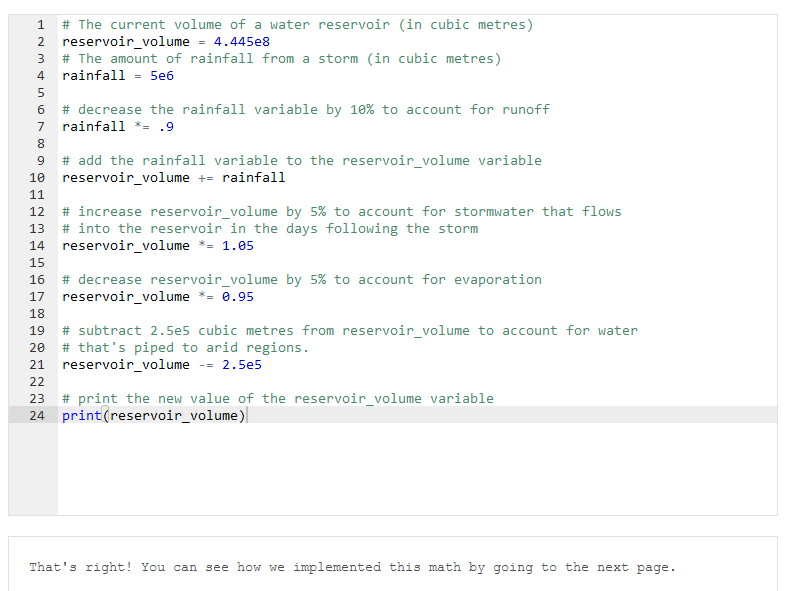 1 # The current volume of a water reservoir (in cubic metres)
2 reservoir_volume = 4.445e8
3 # The amount of rainfall from a storm (in cubic metres)
4 rainfall = 5e6
5
6 # decrease the rainfall variable by 10% to account for runoff
7 rainfall *= .9
8
9 # add the rainfall variable to the reservoir_volume variable
10 reservoir_volume += rainfall
11
12 # increase reservoir_volume by 5% to account for stormwater that flows
13 # into the reservoir in the days following the storm
14 reservoir_volume *= 1.05
15
16 # decrease reservoir_volume by 5% to account for evaporation
17 reservoir_volume *= 0.95
18
19 # subtract 2.5e5 cubic metres from reservoir_volume to account for water
20 # that's piped to arid regions.
21 reservoir_volume -= 2.5e5
22
23 # print the new value of the reservoir_volume variable
24 print(reservoir_volume)
That's right! You can see how we implemented this math by going to the next page.